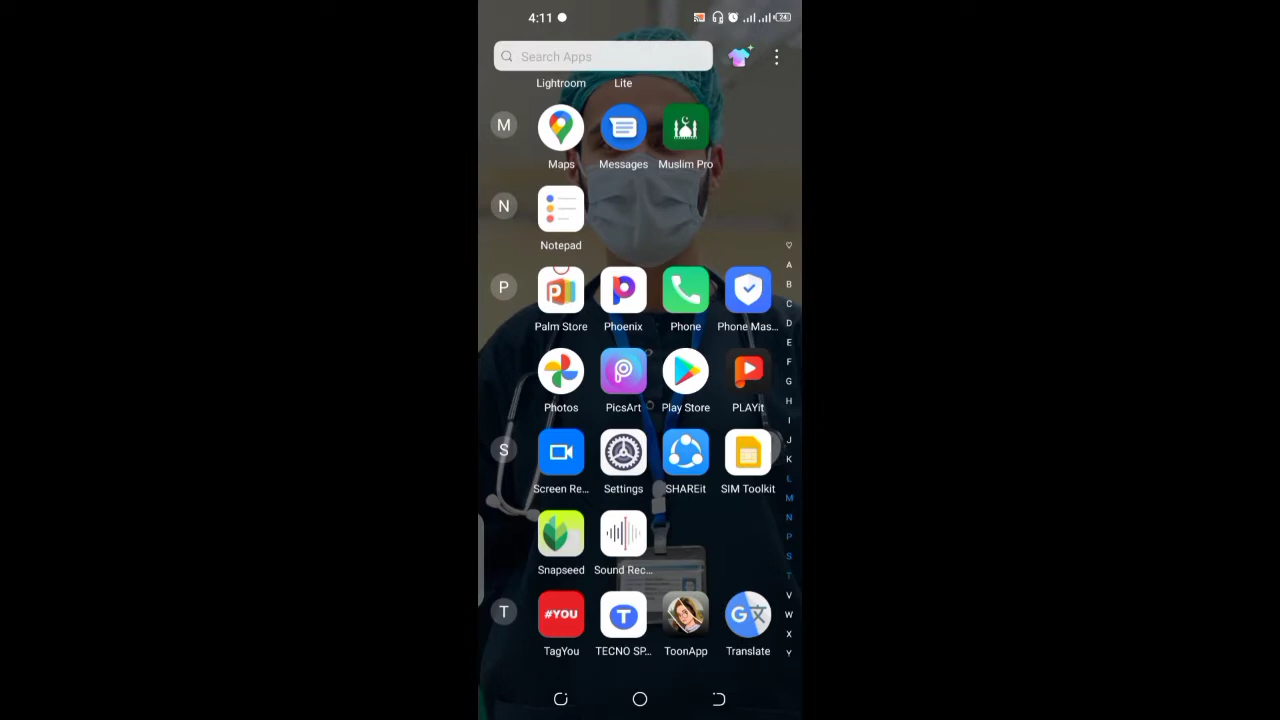 4:11 24
Search Apps
Lightroom Lite
M
Maps Messages Muslim Pro
N
Notepad
P
Palm Store Phoenix Phone Phone Mas...
Photos PicsArt Play Store PLAYit
S
Screen Re... Settings SHAREit SIM Toolkit
Snapseed Sound Rec...
T
#YOU
TagYou TECNO SP... ToonApp Translate
A
B
C
D
E
F
G
H
I
J
K
L
M
N
P
S
T
V
W
X
Y